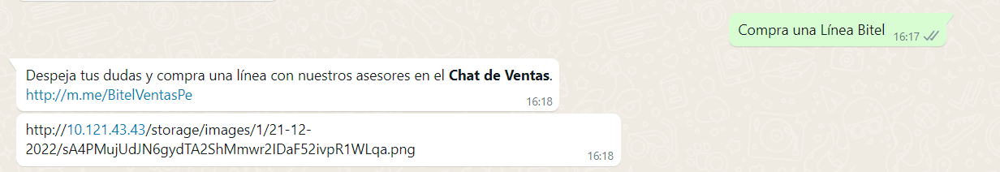 Compra una Línea Bitel
16:17
Despeja tus dudas y compra una línea con nuestros asesores en el Chat de Ventas.
http://m.me/BitelVentasPe
16:18
http://10.121.43.43/storage/images/1/21-12-
2022/sA4PMujUdJN6gydTA2ShMmwr2IDaF52ivpR1WLqa.png
16:18